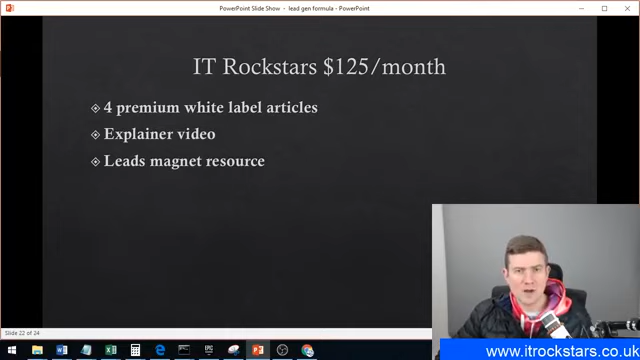 PowerPoint Slide Show - lead gen formula - PowerPoint
IT Rockstars $125/month
4 premium white label articles
Explainer video
Leads magnet resource
Slide 22 of 24
www.itrockstars.co.uk